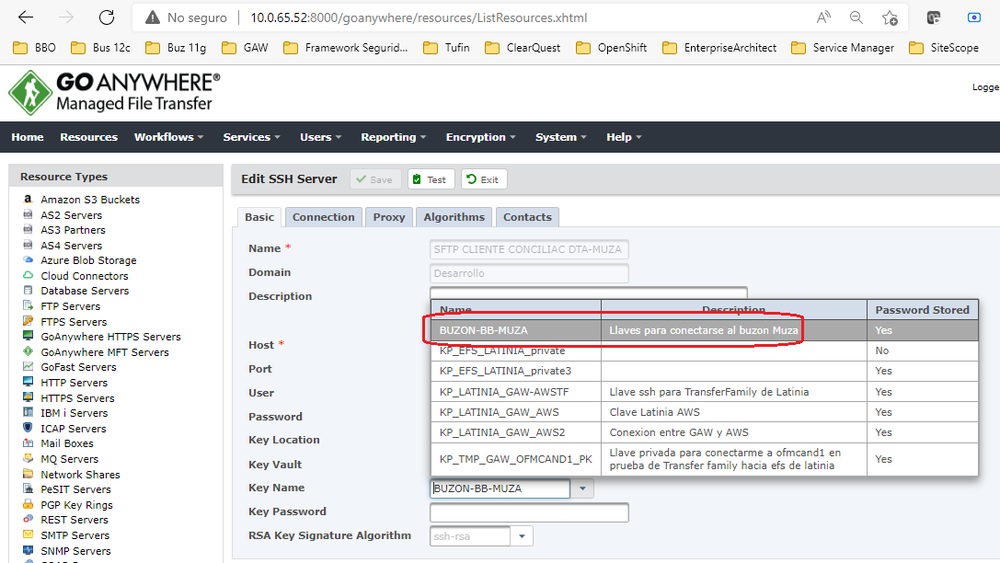 No seguro
10.0.65.52:8000/goanywhere/resources/ListResources.xhtml
BBO Bus 12c Buz 11g GAW Framework Segurid... Tufin ClearQuest OpenShift EnterpriseArchitect Service Manager SiteScope
GO ANYWHERE®
Managed File Transfer
Logge
Home Resources Workflows Services Users Reporting Encryption System Help
Resource Types
Amazon S3 Buckets
AS2 Servers
AS3 Partners
AS4 Servers
Azure Blob Storage
Cloud Connectors
Database Servers
FTP Servers
FTPS Servers
GoAnywhere HTTPS Servers
GoAnywhere MFT Servers
GoFast Servers
HTTP Servers
HTTPS Servers
IBM i Servers
ICAP Servers
Mail Boxes
MQ Servers
Network Shares
PeSIT Servers
PGP Key Rings
REST Servers
SMTP Servers
SNMP Servers
Edit SSH Server Save Test Exit
Basic Connection Proxy Algorithms Contacts
Name * SFTP CLIENTE CONCILIAC DTA-MUZA
Domain Desarrollo
Description
Host *
Port
User
Password
Key Location
Key Vault
Key Name BUZON-BB-MUZA
Key Password
RSA Key Signature Algorithm ssh-rsa
Name Description Password Stored
BUZON-BB-MUZA Llaves para conectarse al buzon Muza Yes
KP_EFS_LATINIA_private No
KP_EFS_LATINIA_private3 Yes
KP_LATINIA_GAW-AWSTF Llave ssh para TransferFamily de Latinia Yes
KP_LATINIA_GAW_AWS Clave Latinia AWS Yes
KP_LATINIA_GAW_AWS2 Conexion entre GAW y AWS Yes
KP_TMP_GAW_OFMCAND1_PK Llave privada para conectarme a ofmcand1 en Yes
prueba de Transfer family hacia efs de latinia